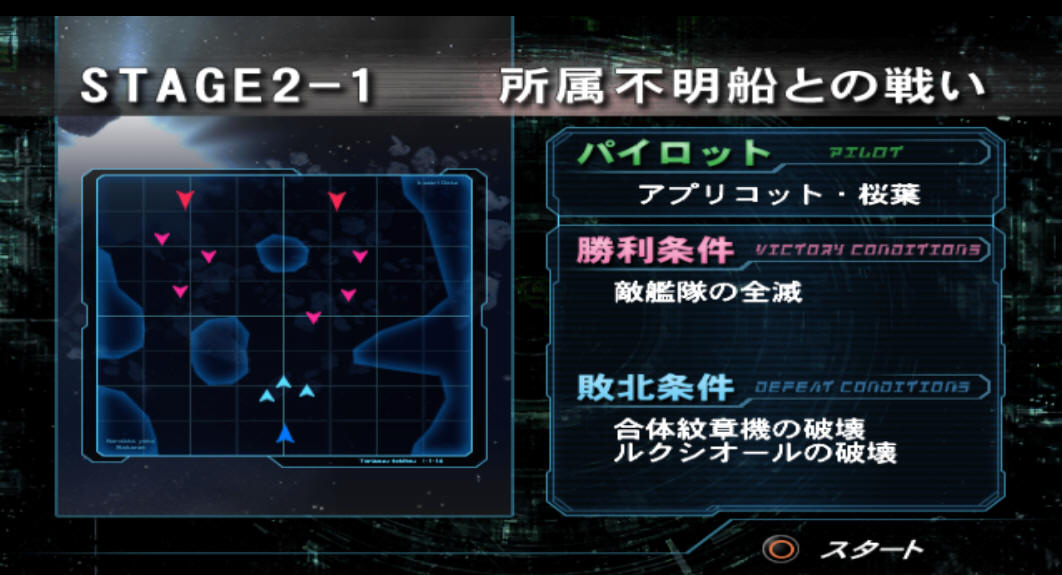 STAGE2-1 所属不明船との戦い
パイロット PILOT
アプリコット・桜葉
勝利条件 VICTORY CONDITIONS
敵艦隊の全滅
敗北条件 DEFEAT CONDITIONS
合体紋章機の破壊
ルクシオールの破壊
スタート